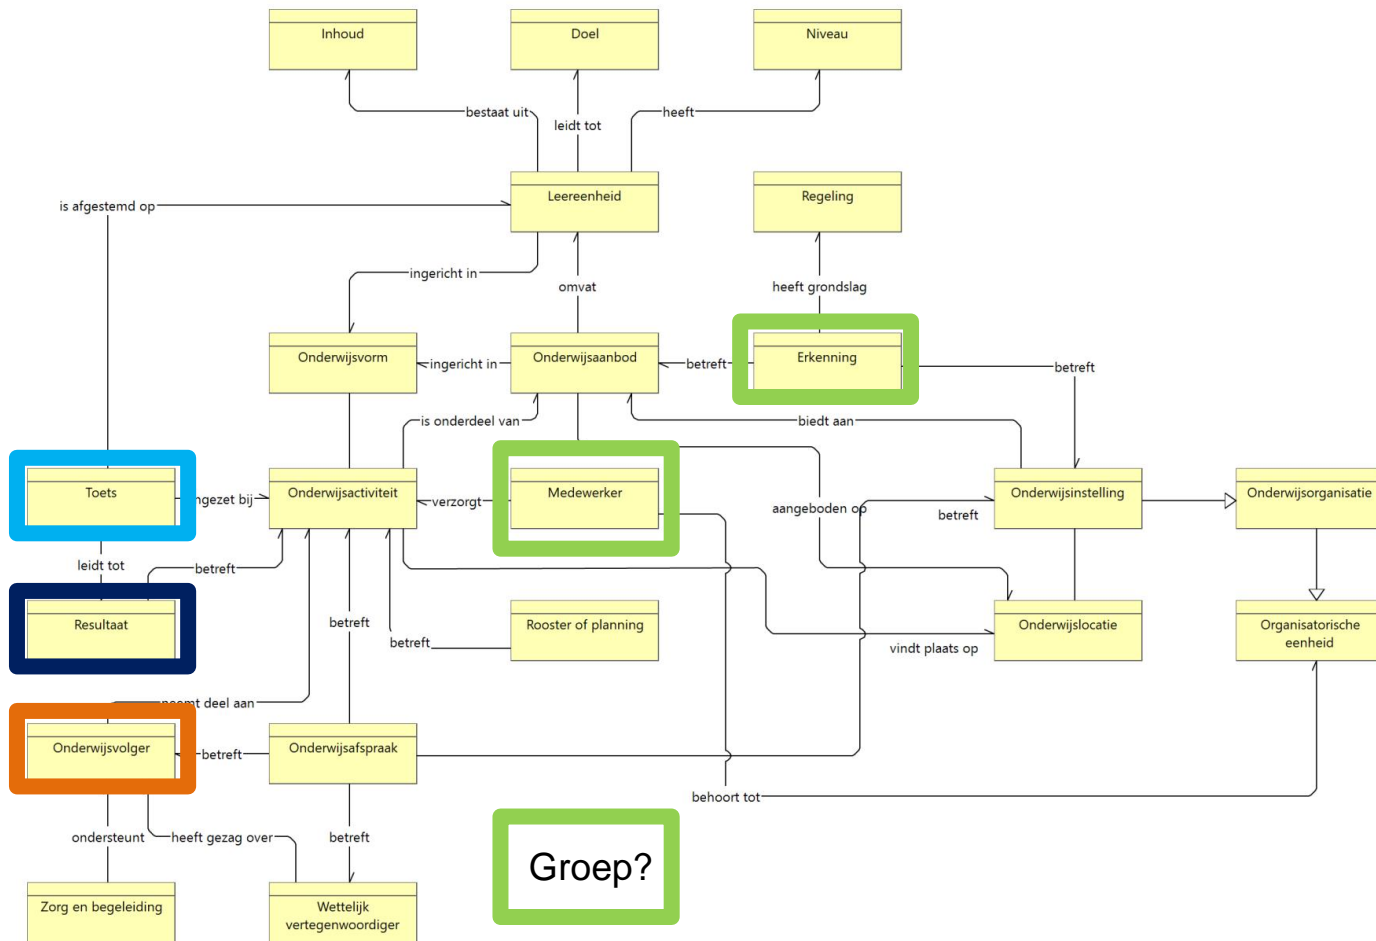 Inhoud
Doel
Niveau
bestaat uit
leidt tot
heeft
Leereenheid
Regeling
is afgestemd op
ingericht in
omvat
heeft grondslag
Onderwijsvorm
ingericht in
Onderwijsaanbod
betreft
Erkenning
betreft
is onderdeel van
biedt aan
Toets
ngezet bij
Onderwijsactiviteit
verzorgt
Medewerker
aangeboden op
betreft
Onderwijsinstelling
Onderwijsorganisatie
leidt tot
betreft
Resultaat
betreft
betreft
Rooster of planning
vindt plaats op
Onderwijslocatie
Organisatorische
eenheid
neemt deel aan
Onderwijsvolger
betreft
Onderwijsafspraak
behoort tot
ondersteunt
heeft gezag over
betreft
Groep?
Zorg en begeleiding
Wettelijk
vertegenwoordiger